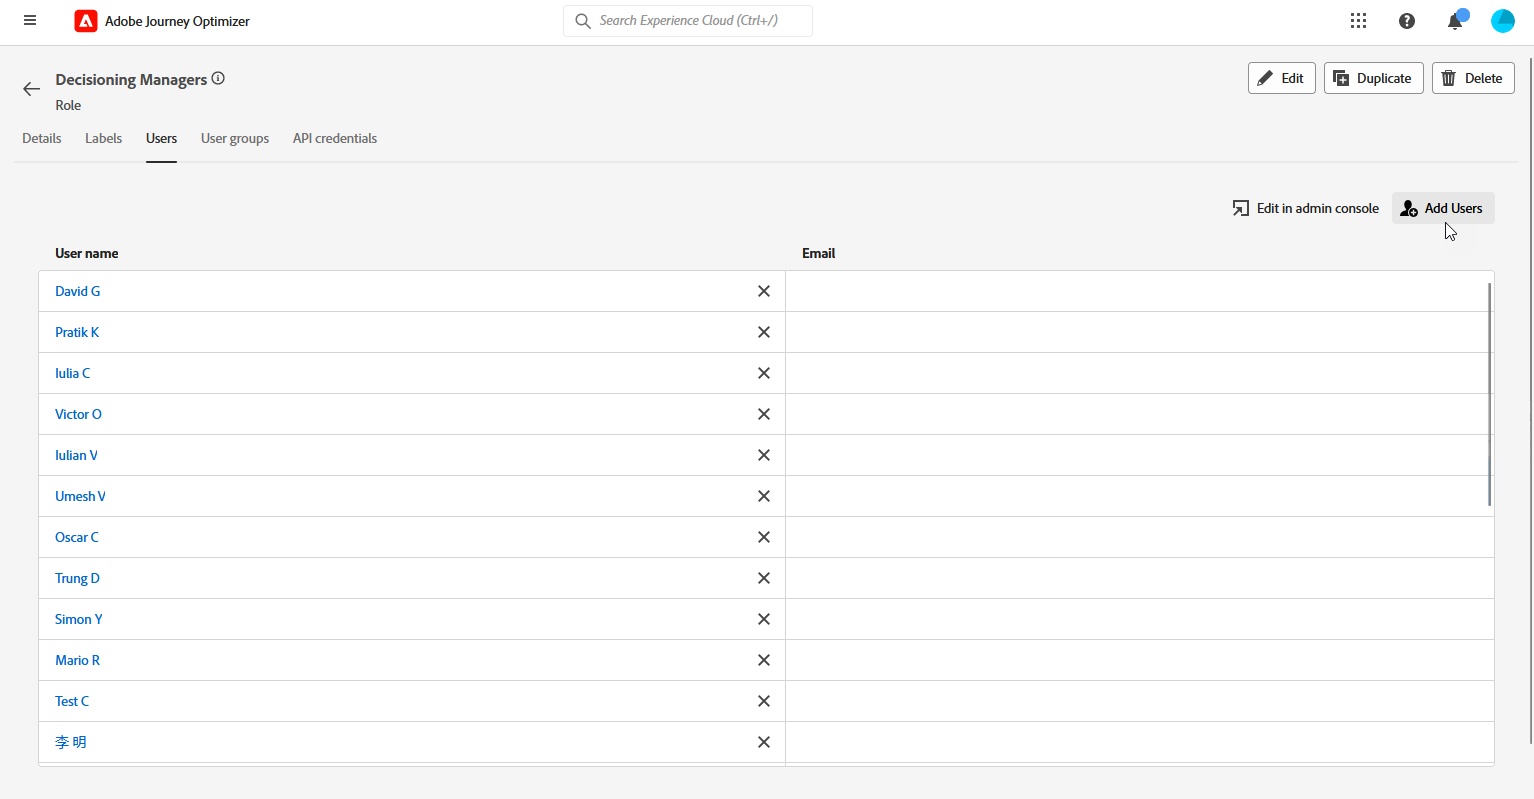 Adobe Journey Optimizer
Search Experience Cloud (Ctrl+/)
Decisioning Managers
Role
Edit
Duplicate
Delete
Details
Labels
Users
User groups
API credentials
Edit in admin console
Add Users
User name
Email
David G
Pratik K
Iulia C
Victor O
Iulian V
Umesh V
Oscar C
Trung D
Simon Y
Mario R
Test C
李 明